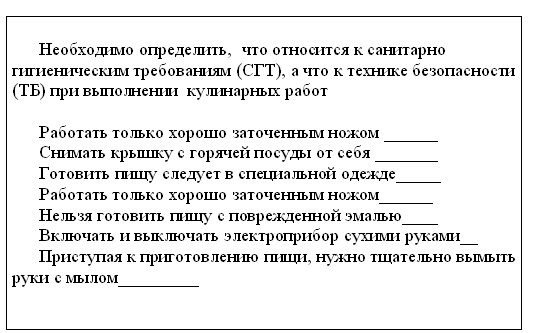 Необходимо определить, что относится к санитарно
гигиеническим требованиям (СГТ), а что к технике безопасности
(ТБ) при выполнении кулинарных работ
Работать только хорошо заточенным ножом ______
Снимать крышку с горячей посуды от себя _______
Готовить пищу следует в специальной одежде_____
Работать только хорошо заточенным ножом______
Нельзя готовить пищу с поврежденной эмалью____
Включать и выключать электроприбор сухими руками__
Приступая к приготовлению пищи, нужно тщательно вымыть
руки с мылом_________